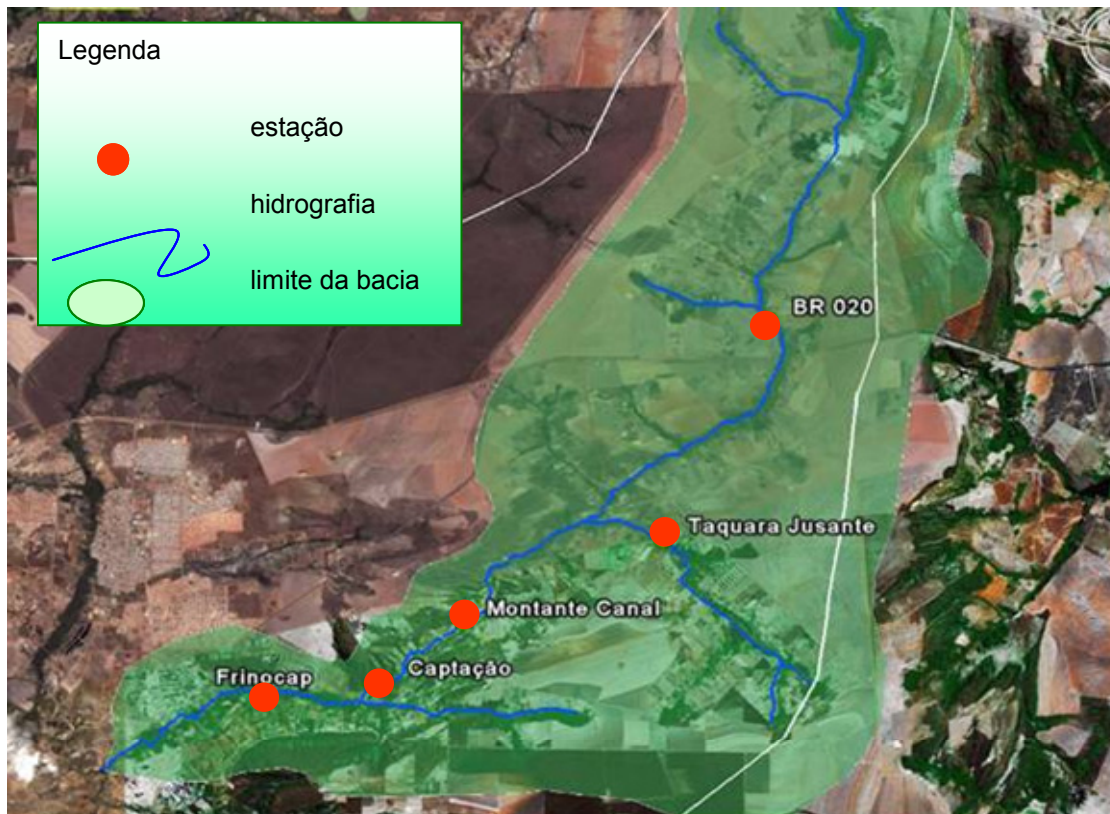 Legenda
estação
hidrografia
limite da bacia
BR 020
Taquara Jusante
Montante Canal
Captação
Frinocap